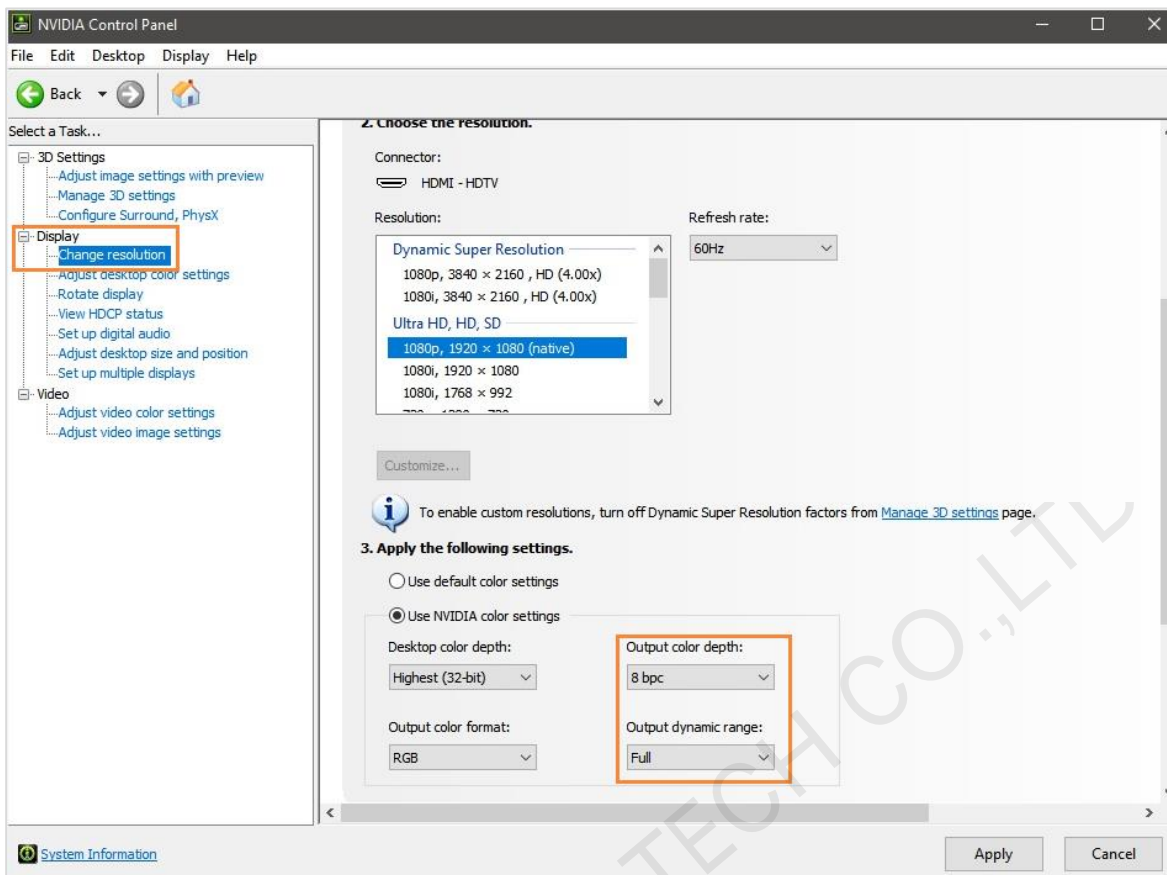 NVIDIA Control Panel
File Edit Desktop Display Help
Back
Select a Task...
3D Settings
Adjust image settings with preview
Manage 3D settings
Configure Surround, PhysX
Display
Change resolution
Adjust desktop color settings
Rotate display
View HDCP status
Set up digital audio
Adjust desktop size and position
Set up multiple displays
Video
Adjust video color settings
Adjust video image settings
2. Choose the resolution.
Connector:
HDMI - HDTV
Resolution:
Dynamic Super Resolution
1080p, 3840 × 2160 , HD (4.00x)
1080i, 3840 × 2160 , HD (4.00x)
Ultra HD, HD, SD
1080p, 1920 × 1080 (native)
1080i, 1920 × 1080
1080i, 1768 × 992
Refresh rate:
60Hz
Customize...
To enable custom resolutions, turn off Dynamic Super Resolution factors from Manage 3D settings page.
3. Apply the following settings.
Use default color settings
Use NVIDIA color settings
Desktop color depth:
Highest (32-bit)
Output color depth:
8 bpc
Output color format:
RGB
Output dynamic range:
Full
System Information
Apply
Cancel
TECH CO.,LTD